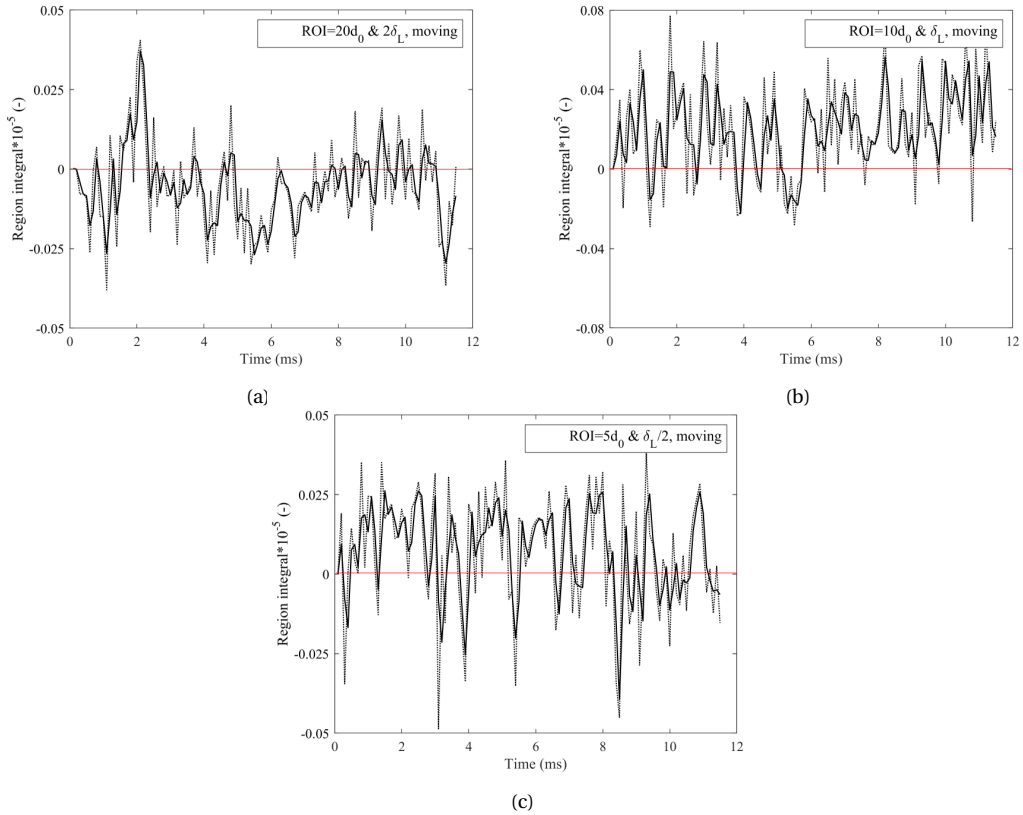 ROI=20d0 & 2δL, moving
0.05
0.025
0
-0.025
-0.05
Region integral*10^-5 (-)
0 2 4 6 8 10 12
Time (ms)
(a)
ROI=10d0 & δL, moving
0.08
0.04
0
-0.04
-0.08
Region integral*10^-5 (-)
0 2 4 6 8 10 12
Time (ms)
(b)
ROI=5d0 & δL/2, moving
0.05
0.025
0
-0.025
-0.05
Region integral*10^-5 (-)
0 2 4 6 8 10 12
Time (ms)
(c)